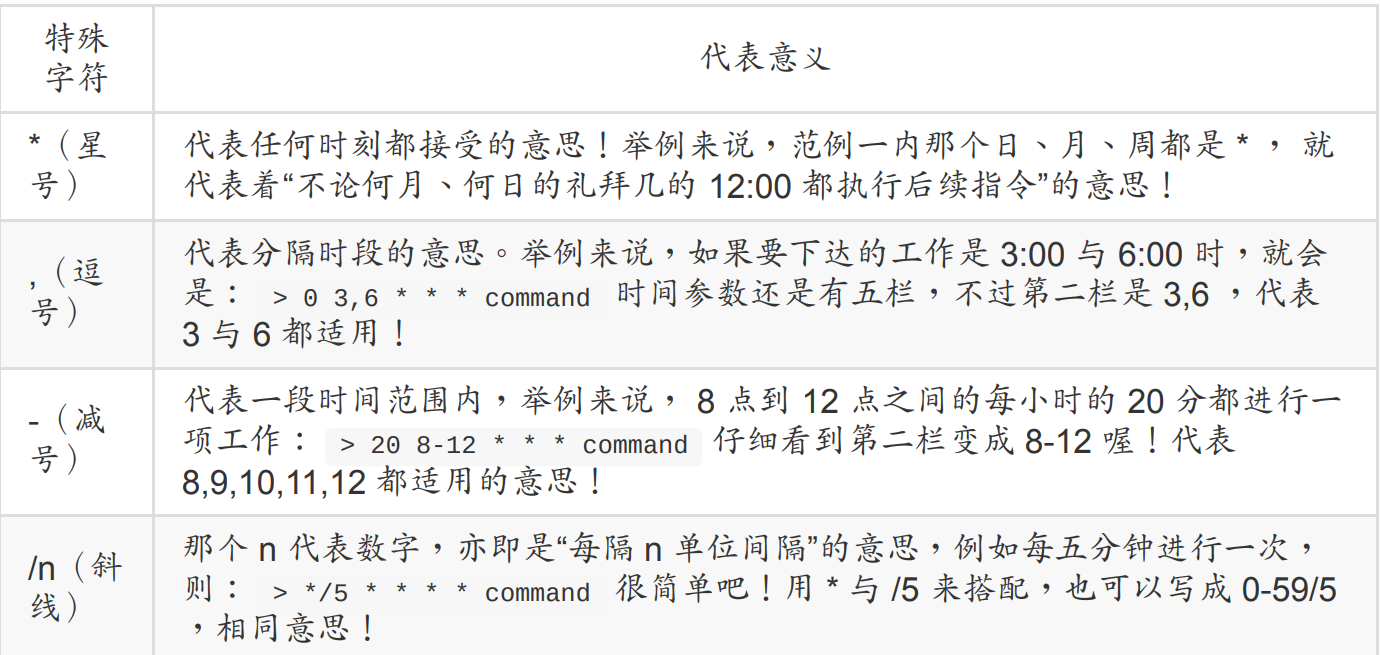 特殊
字符
代表意义
*（星
号）
代表任何时刻都接受的意思！举例来说，范例一内那个日、月、周都是 * ， 就
代表着“不论何月、何日的礼拜几的 12:00 都执行后续指令”的意思！
,（逗
号）
代表分隔时段的意思。举例来说，如果要下达的工作是 3:00 与 6:00 时，就会
是： > 0 3,6 * * * command 时间参数还是有五栏，不过第二栏是 3,6 ，代表
3 与 6 都适用！
-（减
号）
代表一段时间范围内，举例来说， 8 点到 12 点之间的每小时的 20 分都进行一
项工作： > 20 8-12 * * * command 仔细看到第二栏变成 8-12 喔！代表
8,9,10,11,12 都适用的意思！
/n（斜
线）
那个 n 代表数字，亦即是“每隔 n 单位间隔”的意思，例如每五分钟进行一次，
则： > */5 * * * * command 很简单吧！用 * 与 /5 来搭配，也可以写成 0-59/5
，相同意思！